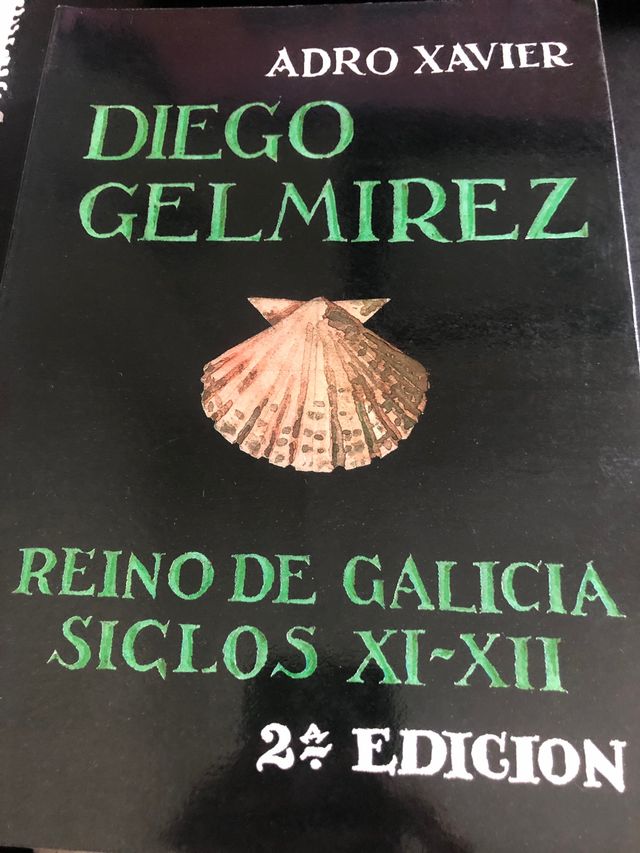 ADRO XAVIER
DIEGO
GELMIREZ
REINO DE GALICIA
SIGLOS XI-XII
2ª EDICION